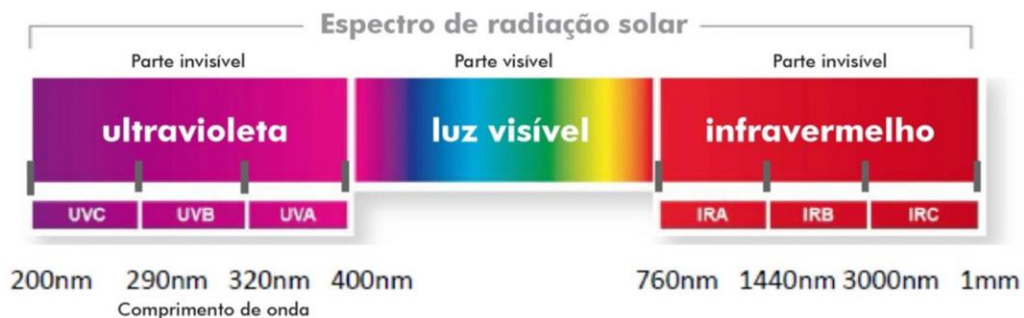 Espectro de radiação solar
Parte invisível Parte visível Parte invisível
ultravioleta luz visível infravermelho
UVC UVB UVA IRA IRB IRC
200nm 290nm 320nm 400nm 760nm 1440nm 3000nm 1mm
Comprimento de onda